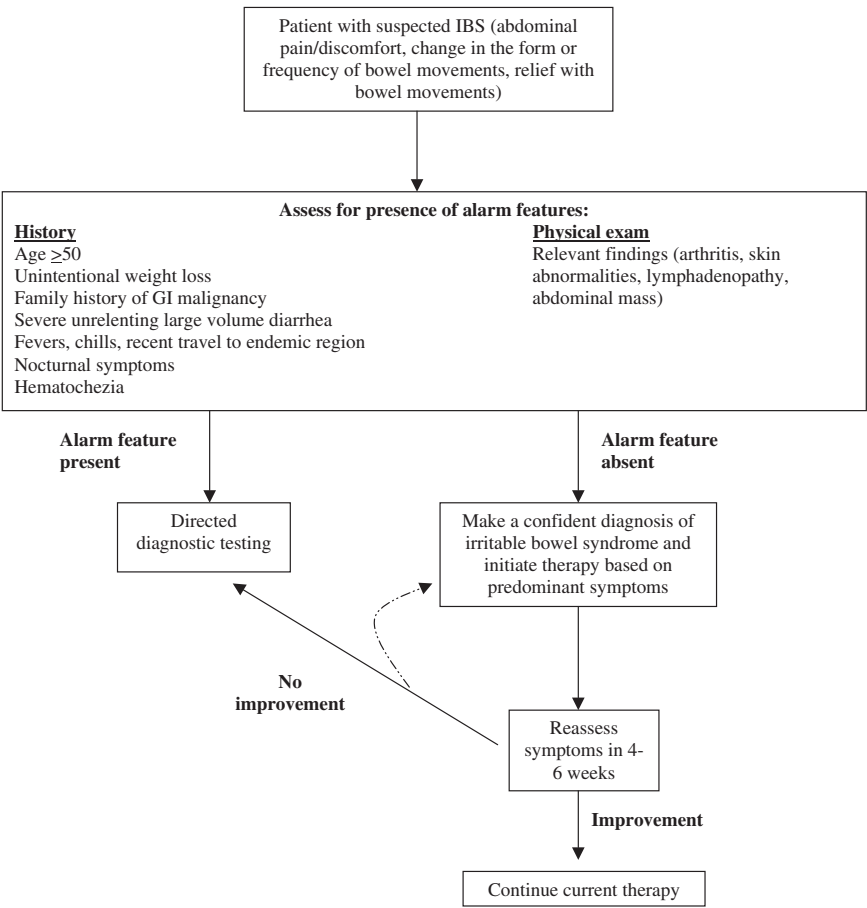 Patient with suspected IBS (abdominal
pain/discomfort, change in the form or
frequency of bowel movements, relief with
bowel movements)
Assess for presence of alarm features:
History
Age ≥50
Unintentional weight loss
Family history of GI malignancy
Severe unrelenting large volume diarrhea
Fevers, chills, recent travel to endemic region
Nocturnal symptoms
Hematochezia
Physical exam
Relevant findings (arthritis, skin
abnormalities, lymphadenopathy,
abdominal mass)
Alarm feature
present
Alarm feature
absent
Directed
diagnostic testing
Make a confident diagnosis of
irritable bowel syndrome and
initiate therapy based on
predominant symptoms
No
improvement
Reassess
symptoms in 4-
6 weeks
Improvement
Continue current therapy